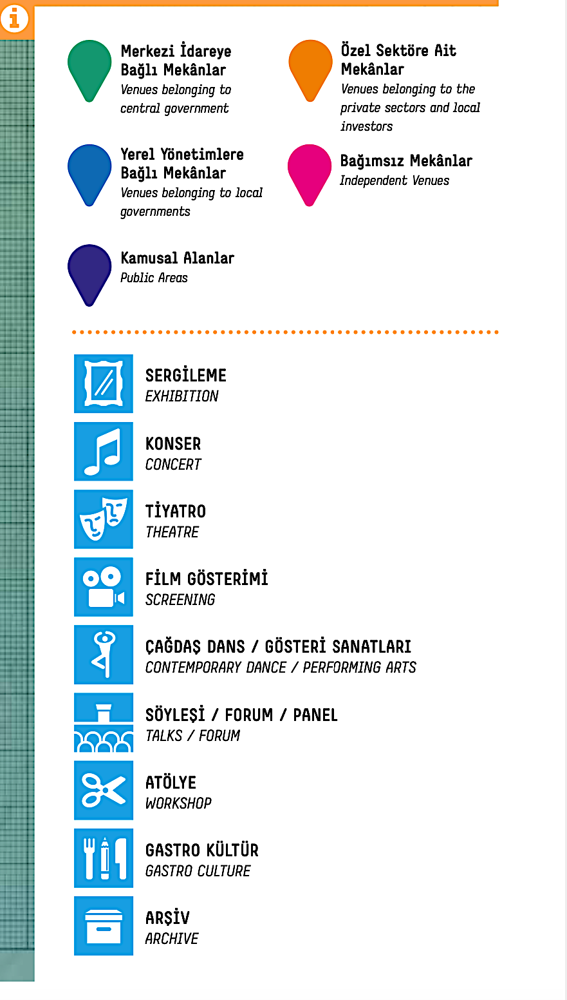 i
Merkezi İdareye
Bağlı Mekânlar
Venues belonging to
central government
Özel Sektöre Ait
Mekânlar
Venues belonging to the
private sectors and local
investors
Yerel Yönetimlere
Bağlı Mekânlar
Venues belonging to local
governments
Bağımsız Mekânlar
Independent Venues
Kamusal Alanlar
Public Areas
SERGİLEME
EXHIBITION
KONSER
CONCERT
TİYATRO
THEATRE
FİLM GÖSTERİMİ
SCREENING
ÇAĞDAŞ DANS / GÖSTERİ SANATLARI
CONTEMPORARY DANCE / PERFORMING ARTS
SÖYLEŞİ / FORUM / PANEL
TALKS / FORUM
ATÖLYE
WORKSHOP
GASTRO KÜLTÜR
GASTRO CULTURE
ARŞİV
ARCHIVE